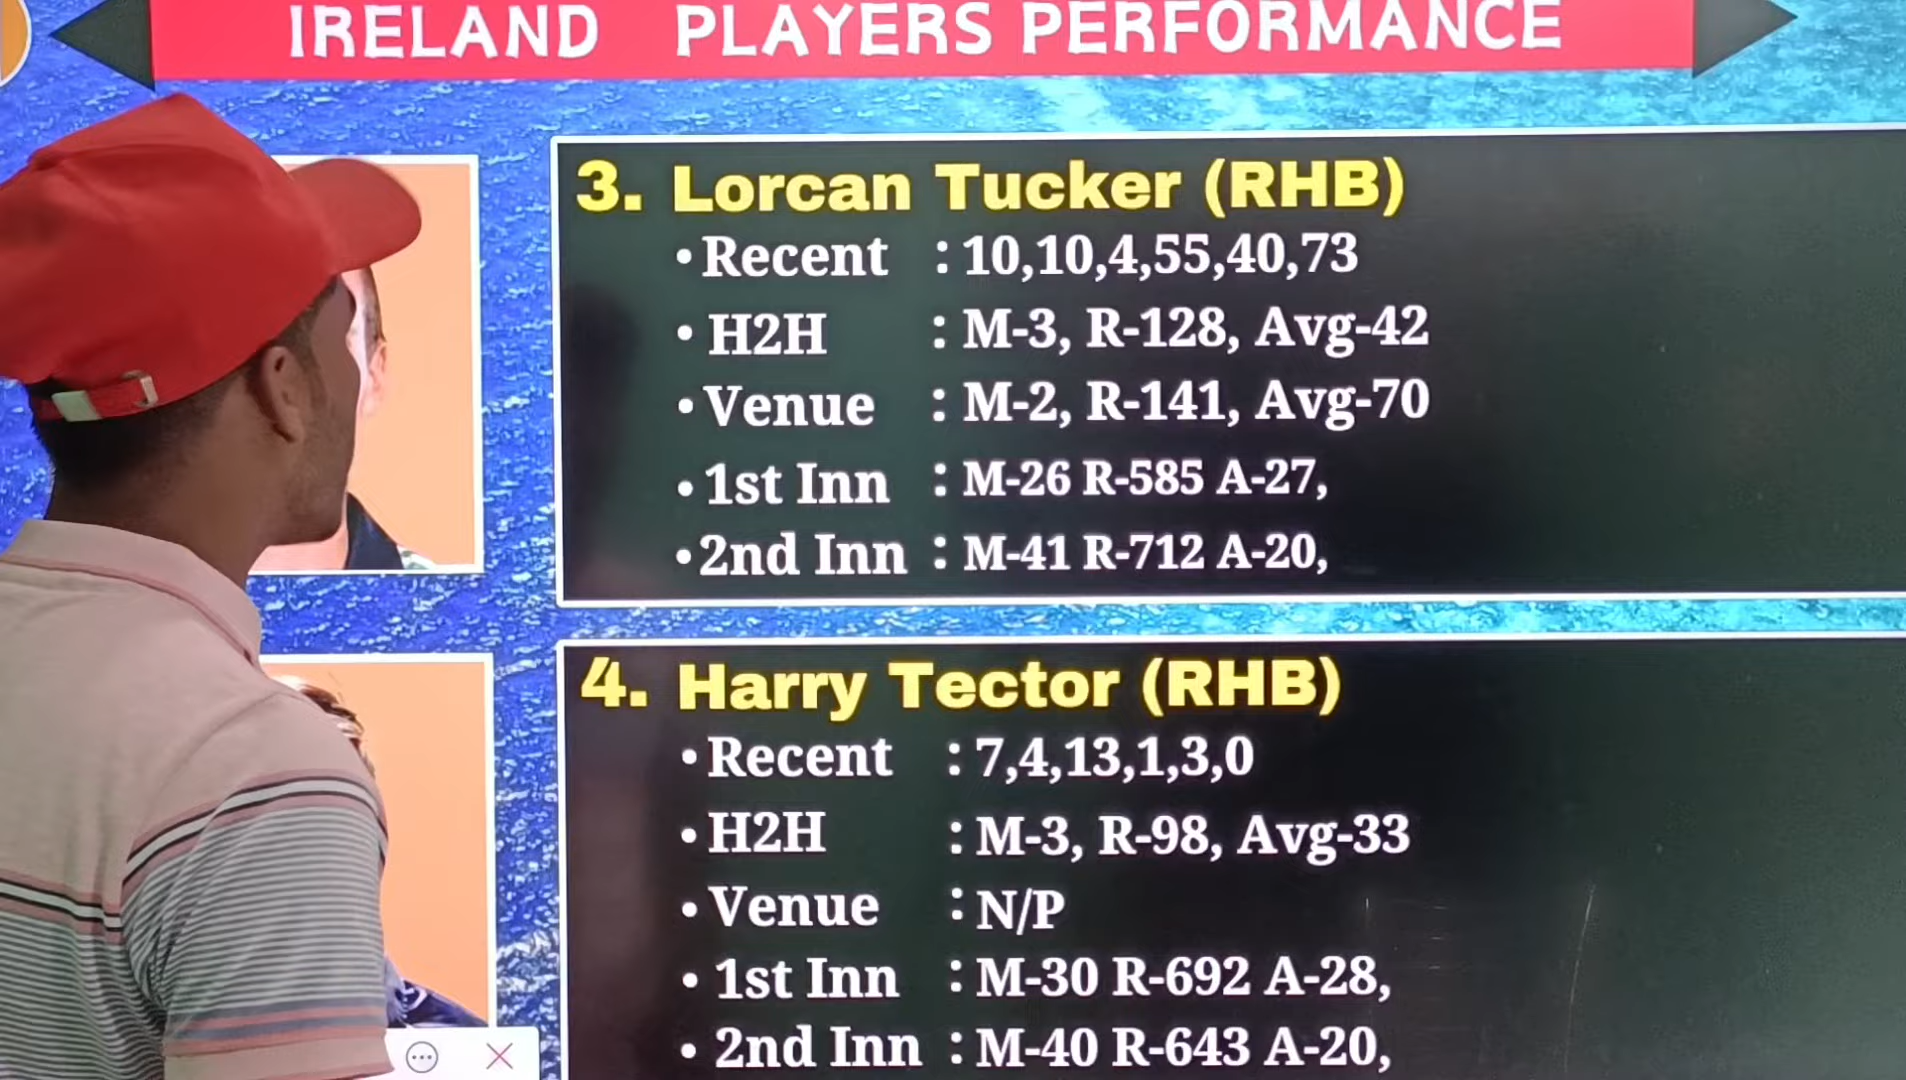 IRELAND PLAYERS PERFORMANCE
3. Lorcan Tucker (RHB)
• Recent : 10,10,4,55,40,73
• H2H : M-3, R-128, Avg-42
• Venue : M-2, R-141, Avg-70
• 1st Inn : M-26 R-585 A-27,
• 2nd Inn : M-41 R-712 A-20,
4. Harry Tector (RHB)
• Recent : 7,4,13,1,3,0
• H2H : M-3, R-98, Avg-33
• Venue : N/P
• 1st Inn : M-30 R-692 A-28,
• 2nd Inn : M-40 R-643 A-20,